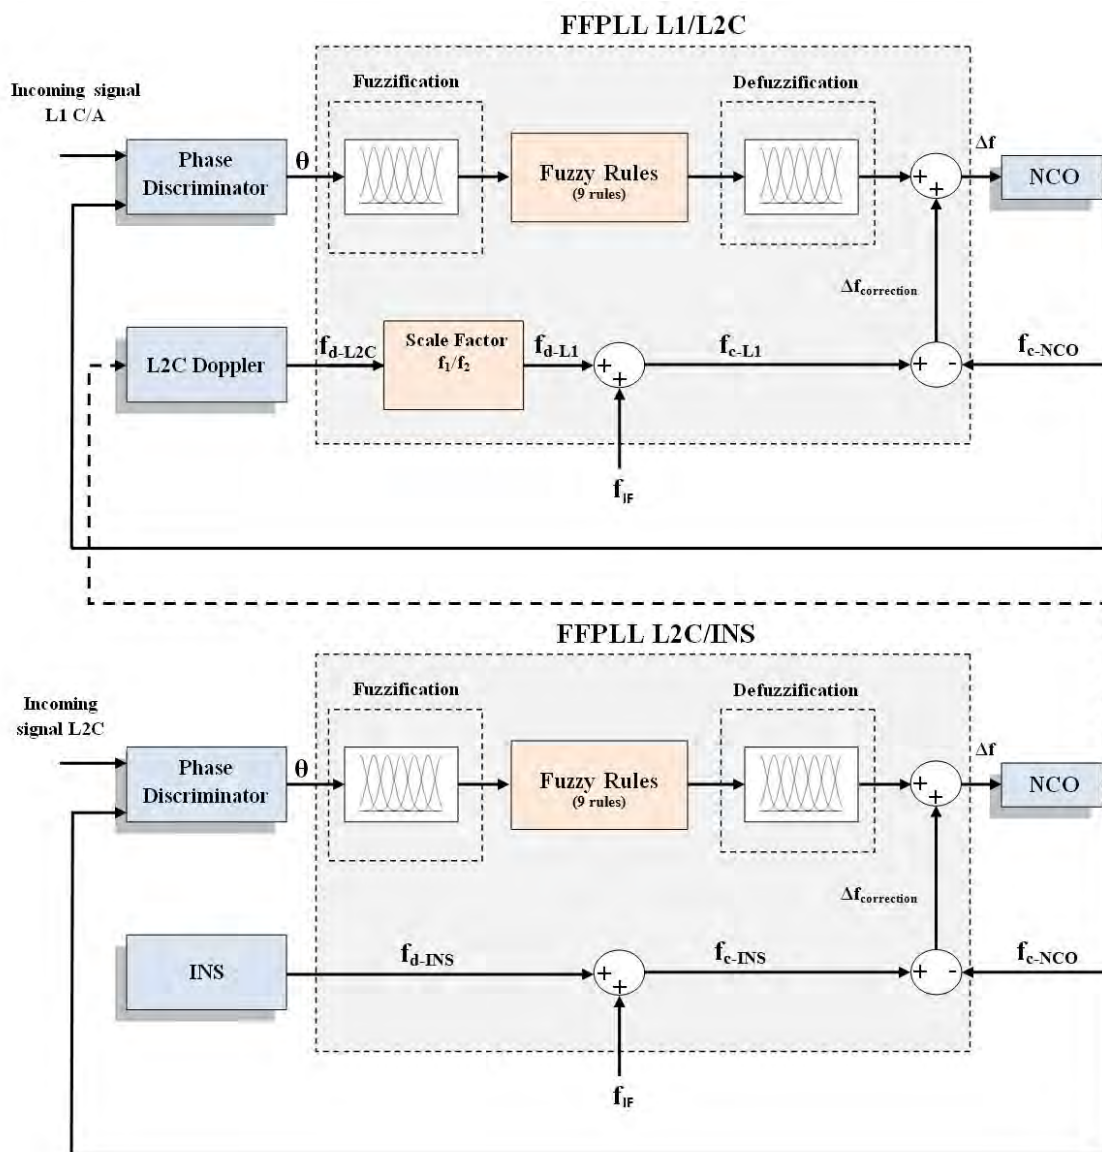 FFPLL L1/L2C
Fuzzification
Defuzzification
Incoming signal
L1 C/A
Phase
Discriminator
θ
Fuzzy Rules
(9 rules)
+
+
Δf
NCO
Δfcorrection
L2C Doppler
fd-L2C
Scale Factor
f1/f2
fd-L1
+
+
fc-L1
+ -
fc-NCO
fIF
FFPLL L2C/INS
Fuzzification
Defuzzification
Incoming
signal L2C
Phase
Discriminator
θ
Fuzzy Rules
(9 rules)
+
+
Δf
NCO
Δfcorrection
INS
fd-INS
+
+
fc-INS
+ -
fc-NCO
fIF